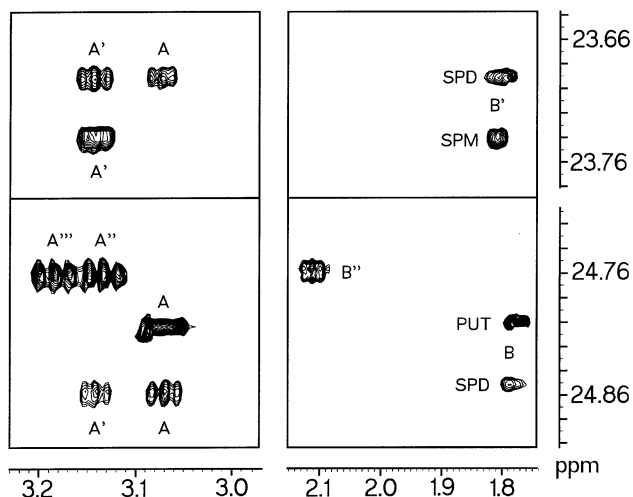 A' A
SPD
B'
SPM
A'
23.66
23.76
A''' A''
B''
A
PUT
B
SPD
A' A
24.76
24.86
3.2 3.1 3.0 2.1 2.0 1.9 1.8 ppm